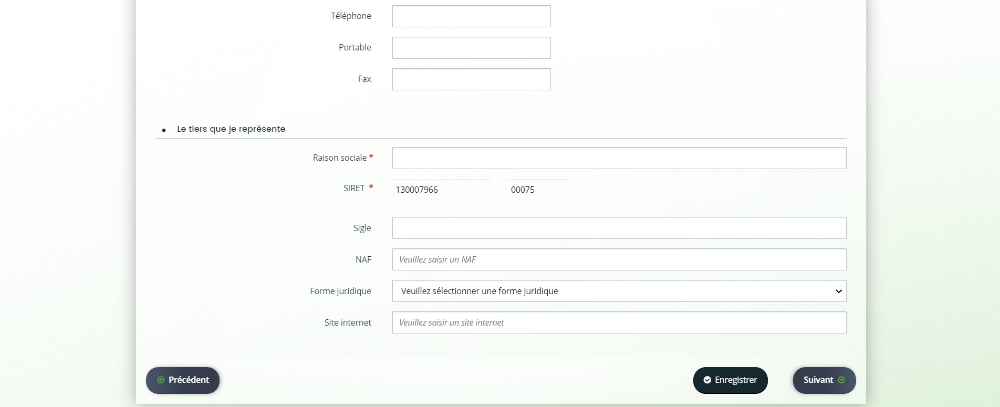 Téléphone
Portable
Fax
Le tiers que je représente
Raison sociale *
SIRET * 130007966 00075
Sigle
NAF Veuillez saisir un NAF
Forme juridique Veuillez sélectionner une forme juridique
Site internet Veuillez saisir un site internet
Précédent Enregistrer Suivant